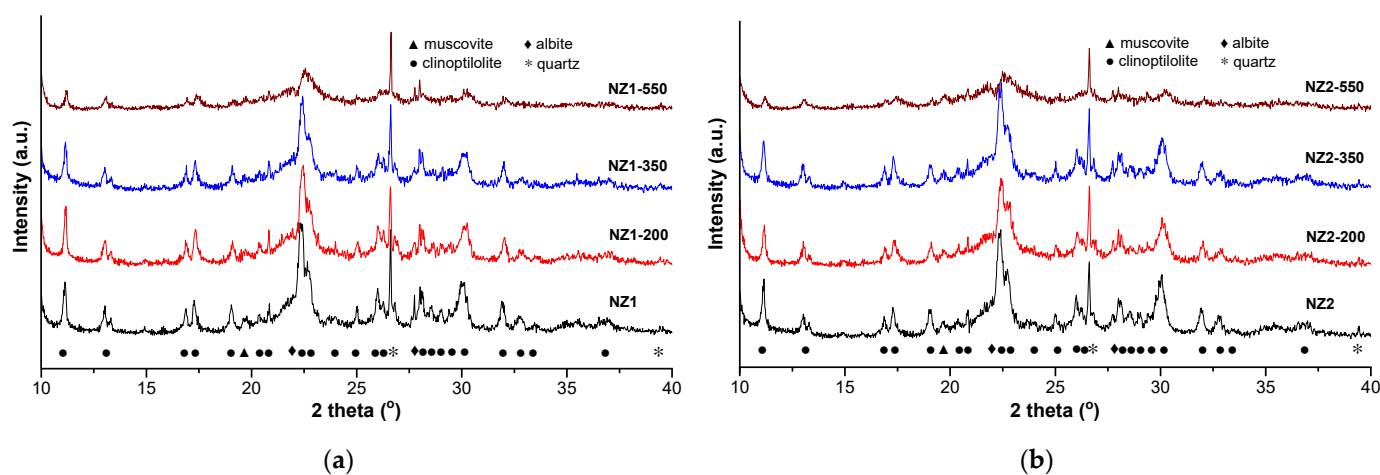 ▲ muscovite ♦ albite
● clinoptilolite * quartz
NZ1-550
NZ1-350
NZ1-200
NZ1
Intensity (a.u.)
10 15 20 25 30 35 40
2 theta (°)
(a)
▲ muscovite ♦ albite
● clinoptilolite * quartz
NZ2-550
NZ2-350
NZ2-200
NZ2
Intensity (a.u.)
10 15 20 25 30 35 40
2 theta (°)
(b)